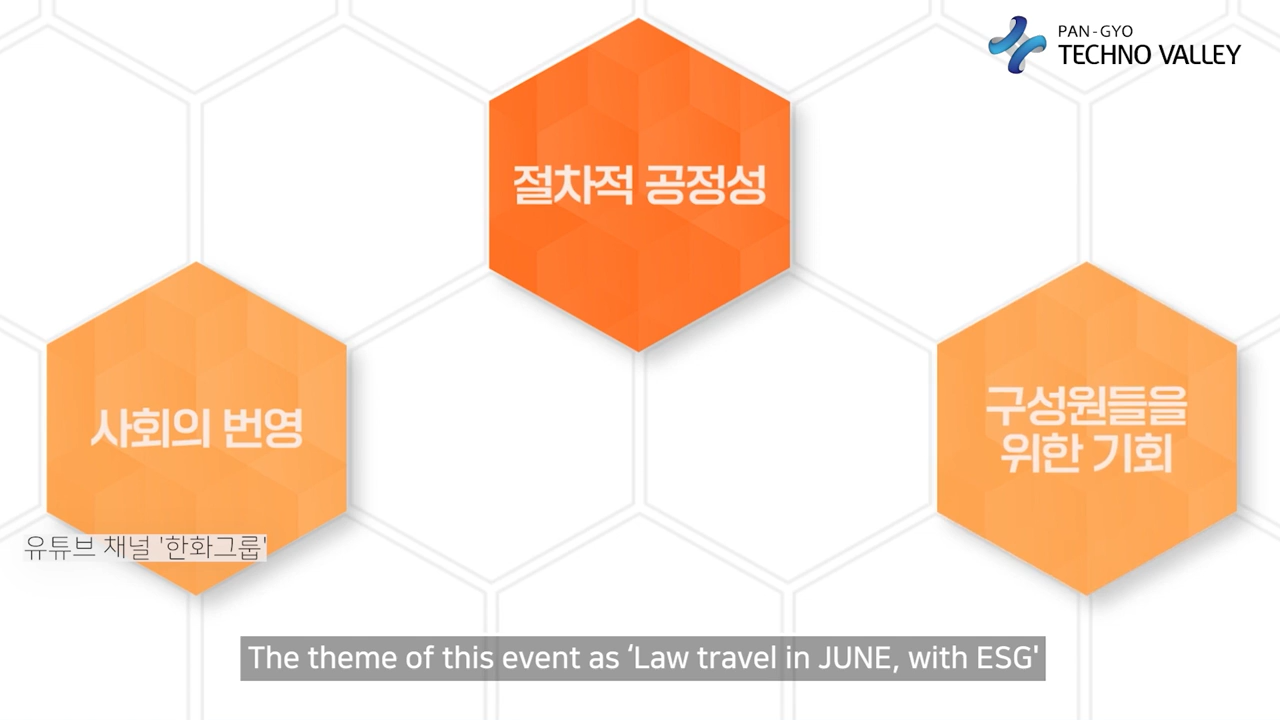 PAN-GYO
TECHNO VALLEY
절차적 공정성
사회의 번영
구성원들을
위한 기회
유튜브 채널 '한화그룹'
The theme of this event as ‘Law travel in JUNE, with ESG'